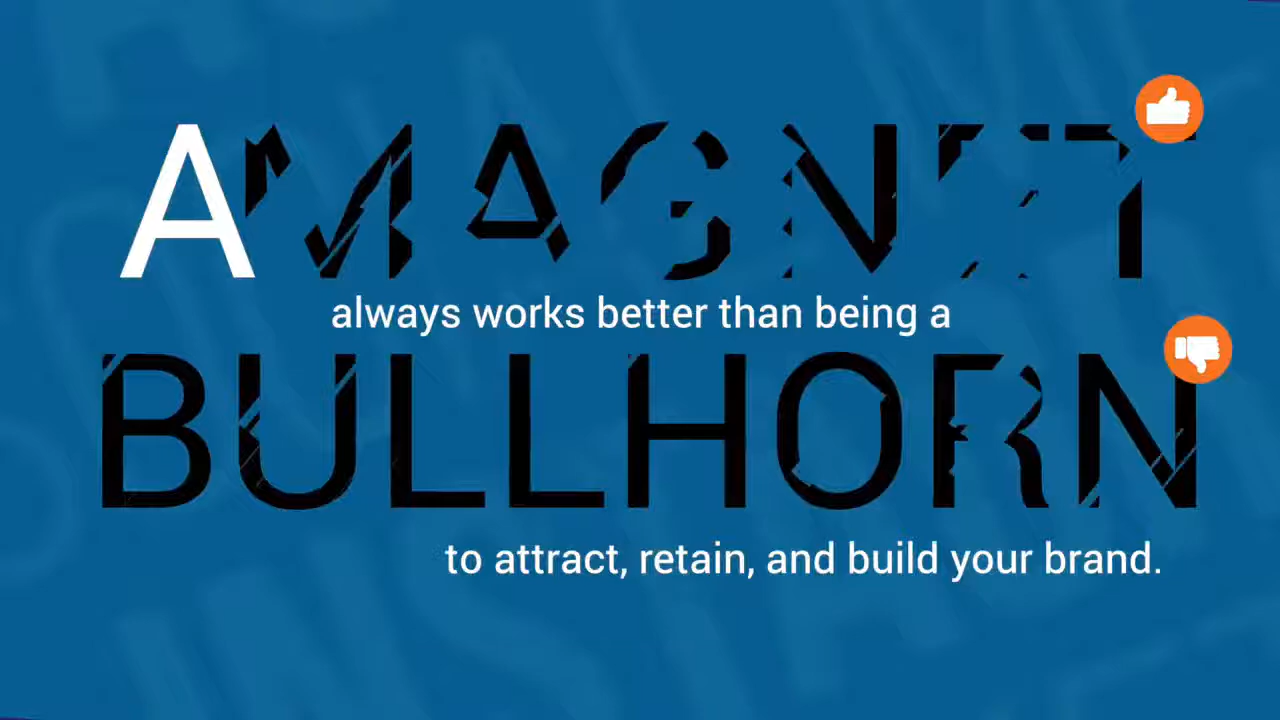 A MAGNET
always works better than being a
BULLHORN
to attract, retain, and build your brand.